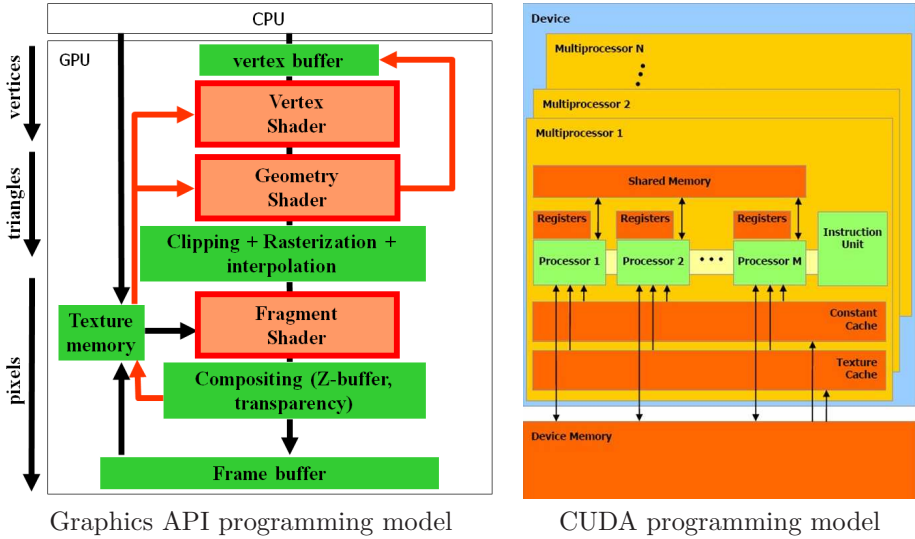 CPU
GPU
vertices
triangles
pixels
vertex buffer
Vertex
Shader
Geometry
Shader
Clipping + Rasterization +
interpolation
Texture
memory
Fragment
Shader
Compositing (Z-buffer,
transparency)
Frame buffer
Graphics API programming model
Device
Multiprocessor N
Multiprocessor 2
Multiprocessor 1
Shared Memory
Registers
Registers
Registers
Processor 1
Processor 2
Processor M
Instruction
Unit
Constant
Cache
Texture
Cache
Device Memory
CUDA programming model